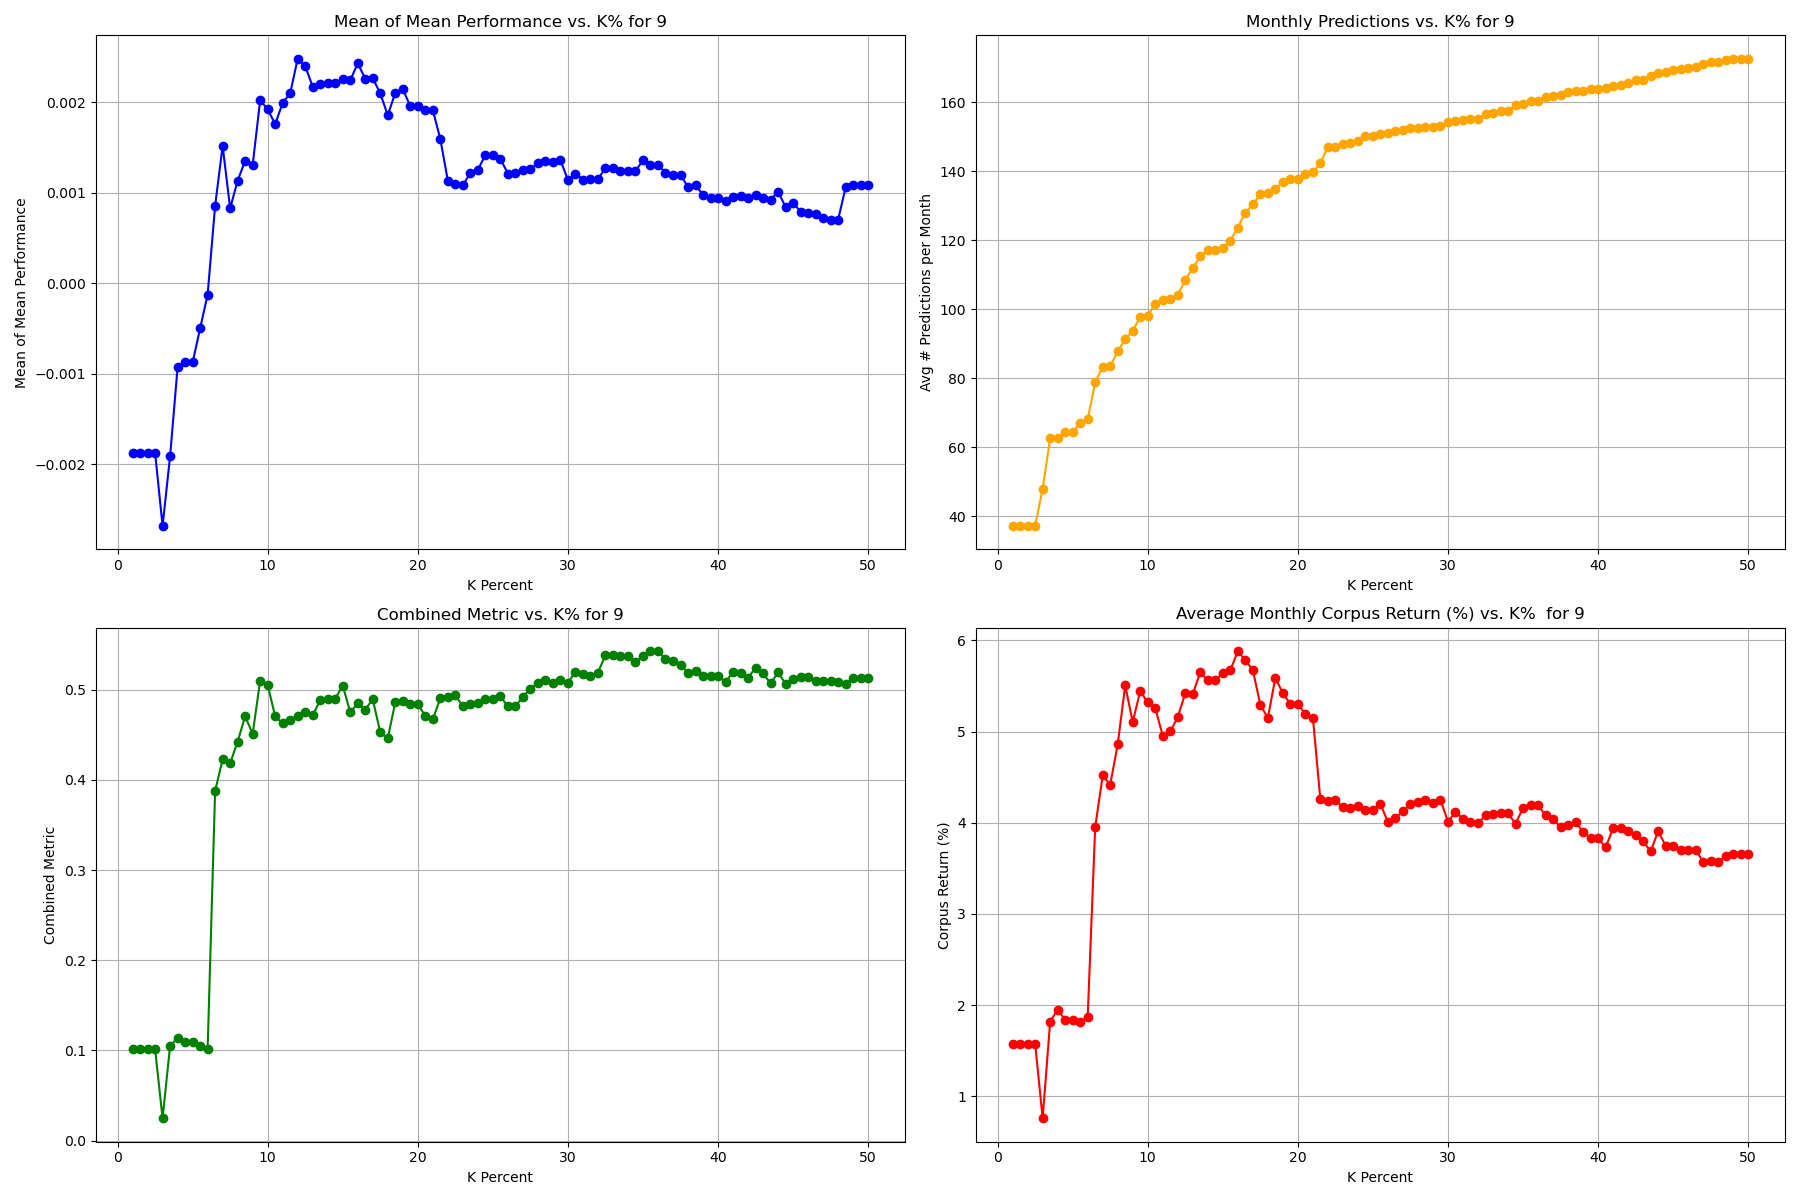 Mean of Mean Performance vs. K% for 9
Mean of Mean Performance
0.002
0.001
0.000
−0.001
−0.002
0 10 20 30 40 50
K Percent
Monthly Predictions vs. K% for 9
Avg # Predictions per Month
160
140
120
100
80
60
40
0 10 20 30 40 50
K Percent
Combined Metric vs. K% for 9
Combined Metric
0.5
0.4
0.3
0.2
0.1
0.0
0 10 20 30 40 50
K Percent
Average Monthly Corpus Return (%) vs. K%  for 9
Corpus Return (%)
6
5
4
3
2
1
0 10 20 30 40 50
K Percent